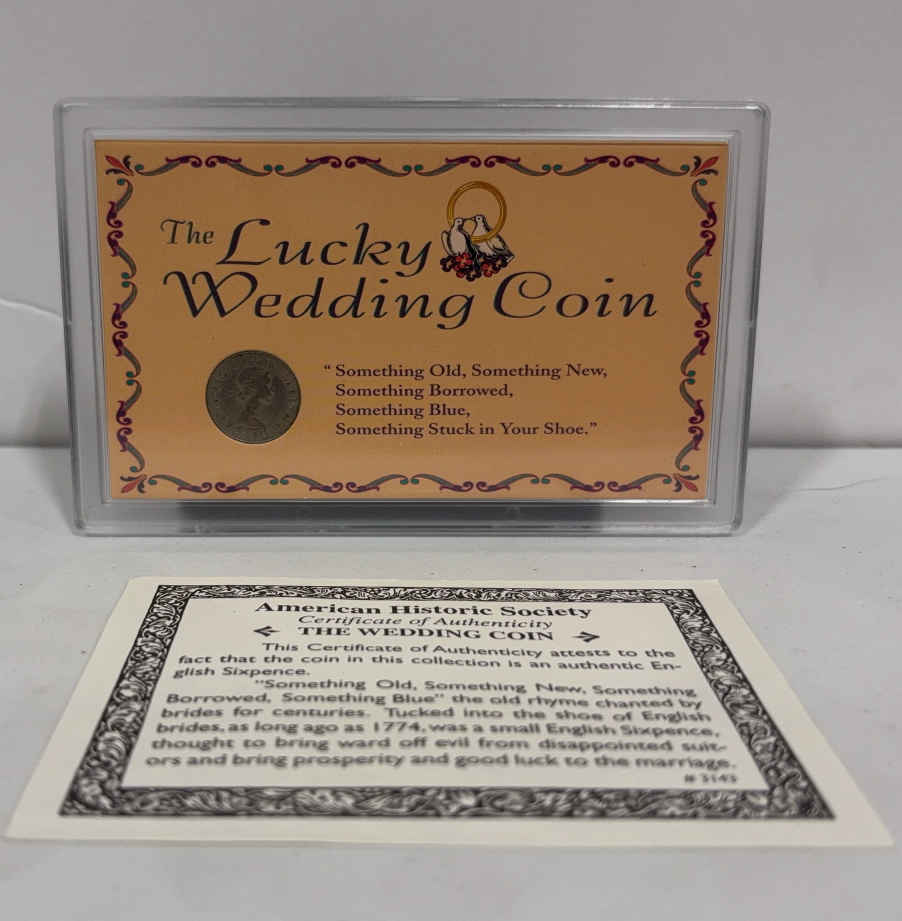 The Lucky
Wedding Coin
“ Something Old, Something New,
Something Borrowed,
Something Blue,
Something Stuck in Your Shoe.”
American Historic Society
Certificate of Authenticity
THE WEDDING COIN
This Certificate of Authenticity attests to the
fact that the coin in this collection is an authentic En-
glish Sixpence.
"Something Old, Something New, Something
Borrowed, Something Blue" the old rhyme chanted by
brides for centuries. Tucked into the shoe of English
brides, as long ago as 1774, was a small English Sixpence,
thought to bring ward off evil from disappointed suit-
ors and bring prosperity and good luck to the marriage.
# 3145